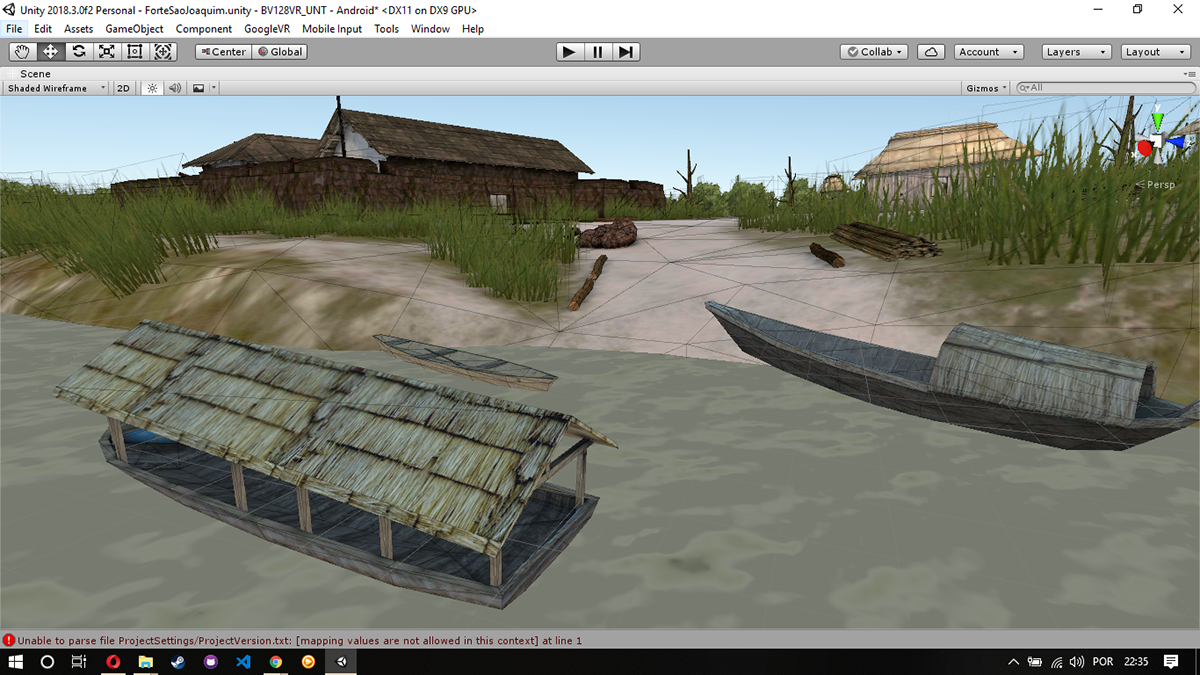 Unity 2018.3.0f2 Personal - ForteSaoJoaquim.unity - BV128VR_UNT - Android* <DX11 on DX9 GPU>
File Edit Assets GameObject Component GoogleVR Mobile Input Tools Window Help
Center Global Collab Account Layers Layout
Scene
Shaded Wireframe 2D Gizmos All
y
Persp
Unable to parse file ProjectSettings/ProjectVersion.txt: [mapping values are not allowed in this context] at line 1
POR 22:35